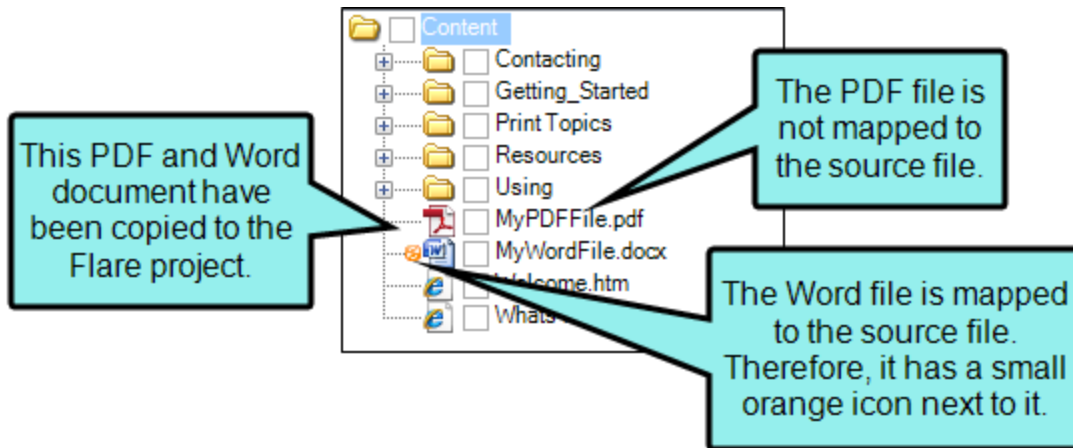 Content
Contacting
Getting_Started
Print Topics
Resources
Using
MyPDFFile.pdf
MyWordFile.docx
Welcome.htm
Whats
This PDF and Word
document have
been copied to the
Flare project.
The PDF file is
not mapped to
the source file.
The Word file is mapped
to the source file.
Therefore, it has a small
orange icon next to it.